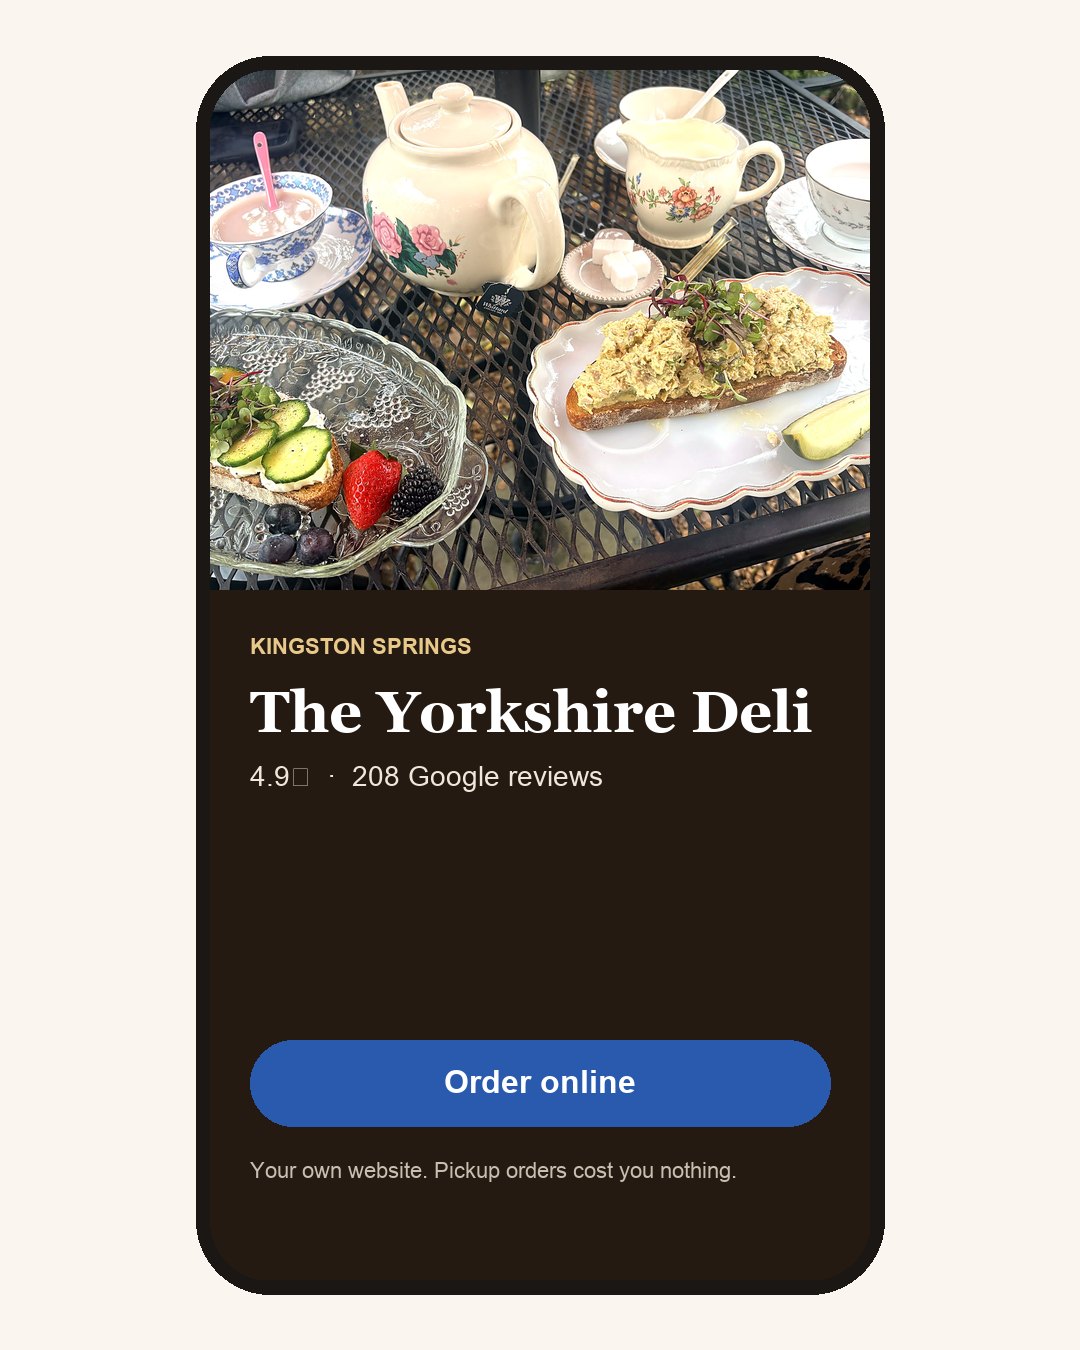 KINGSTON SPRINGS
The Yorkshire Deli
4.9□ · 208 Google reviews
Order online
Your own website. Pickup orders cost you nothing.